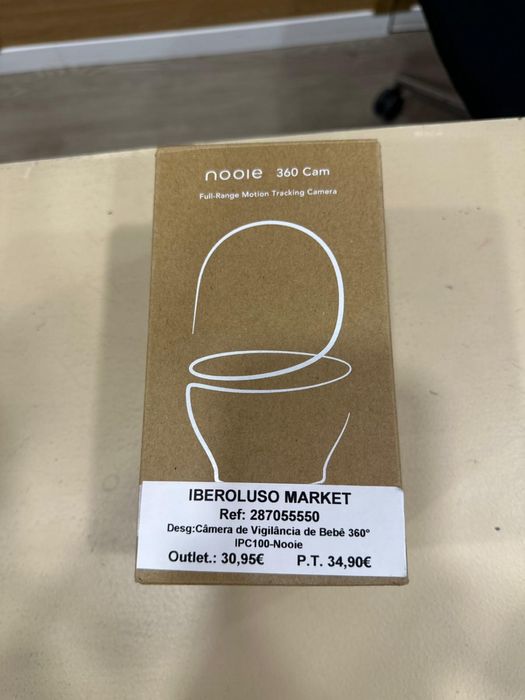 nooie 360 Cam
Full-Range Motion Tracking Camera
IBEROLUSO MARKET
Ref: 287055550
Desg:Câmera de Vigilância de Bebê 360°
IPC100-Nooie
Outlet.: 30,95€ P.T. 34,90€